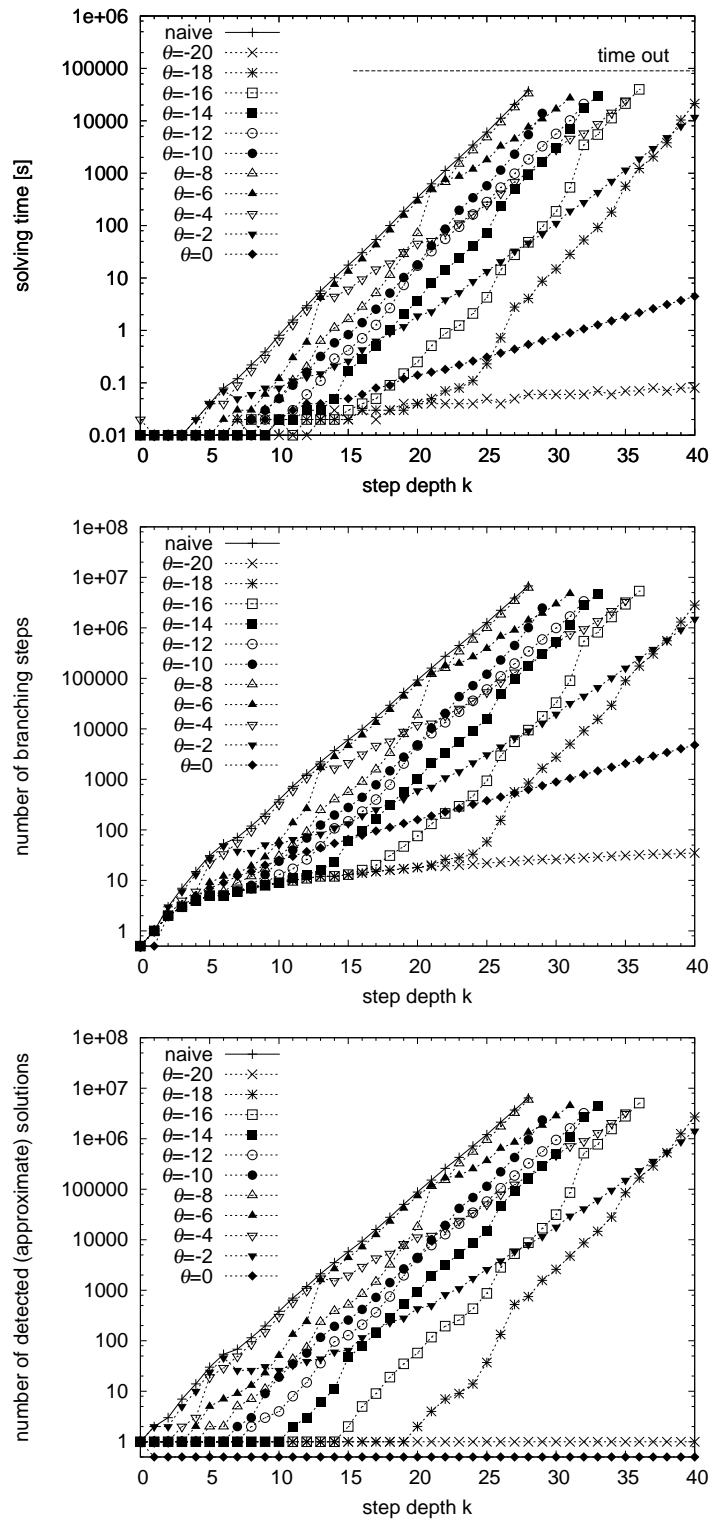 1e+06
100000
10000
1000
100
10
1
0.1
0.01
solving time [s]
naive
θ=-20
θ=-18
θ=-16
θ=-14
θ=-12
θ=-10
θ=-8
θ=-6
θ=-4
θ=-2
θ=0
time out
0 5 10 15 20 25 30 35 40
step depth k
1e+08
1e+07
1e+06
100000
10000
1000
100
10
1
number of branching steps
naive
θ=-20
θ=-18
θ=-16
θ=-14
θ=-12
θ=-10
θ=-8
θ=-6
θ=-4
θ=-2
θ=0
0 5 10 15 20 25 30 35 40
step depth k
1e+08
1e+07
1e+06
100000
10000
1000
100
10
1
number of detected (approximate) solutions
naive
θ=-20
θ=-18
θ=-16
θ=-14
θ=-12
θ=-10
θ=-8
θ=-6
θ=-4
θ=-2
θ=0
0 5 10 15 20 25 30 35 40
step depth k